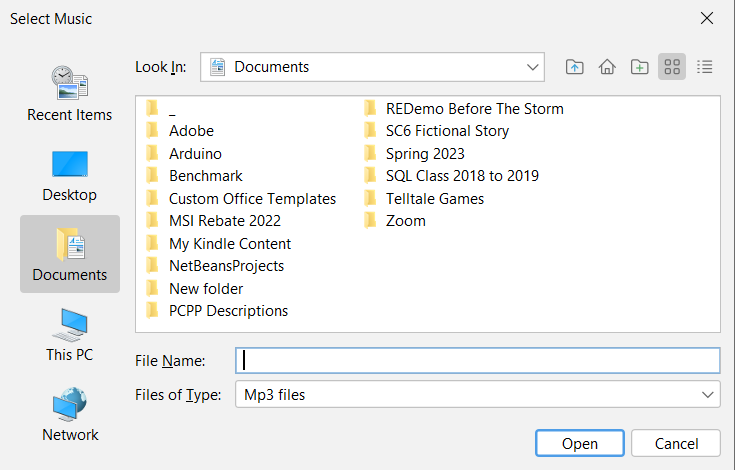 Select Music
Look In:
Documents
Recent Items
Desktop
Documents
This PC
Network
_
Adobe
Arduino
Benchmark
Custom Office Templates
MSI Rebate 2022
My Kindle Content
NetBeansProjects
New folder
PCPP Descriptions
REDemo Before The Storm
SC6 Fictional Story
Spring 2023
SQL Class 2018 to 2019
Telltale Games
Zoom
File Name:
Files of Type:
Mp3 files
Open
Cancel